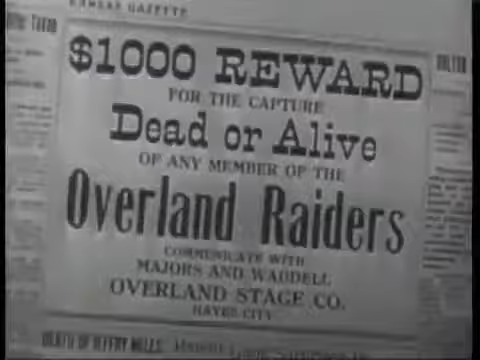 KANSAS GAZETTE
$1000 REWARD
FOR THE CAPTURE
Dead or Alive
OF ANY MEMBER OF THE
Overland Raiders
COMMUNICATE WITH
MAJORS AND WADDELL
OVERLAND STAGE CO.
HAYES CITY